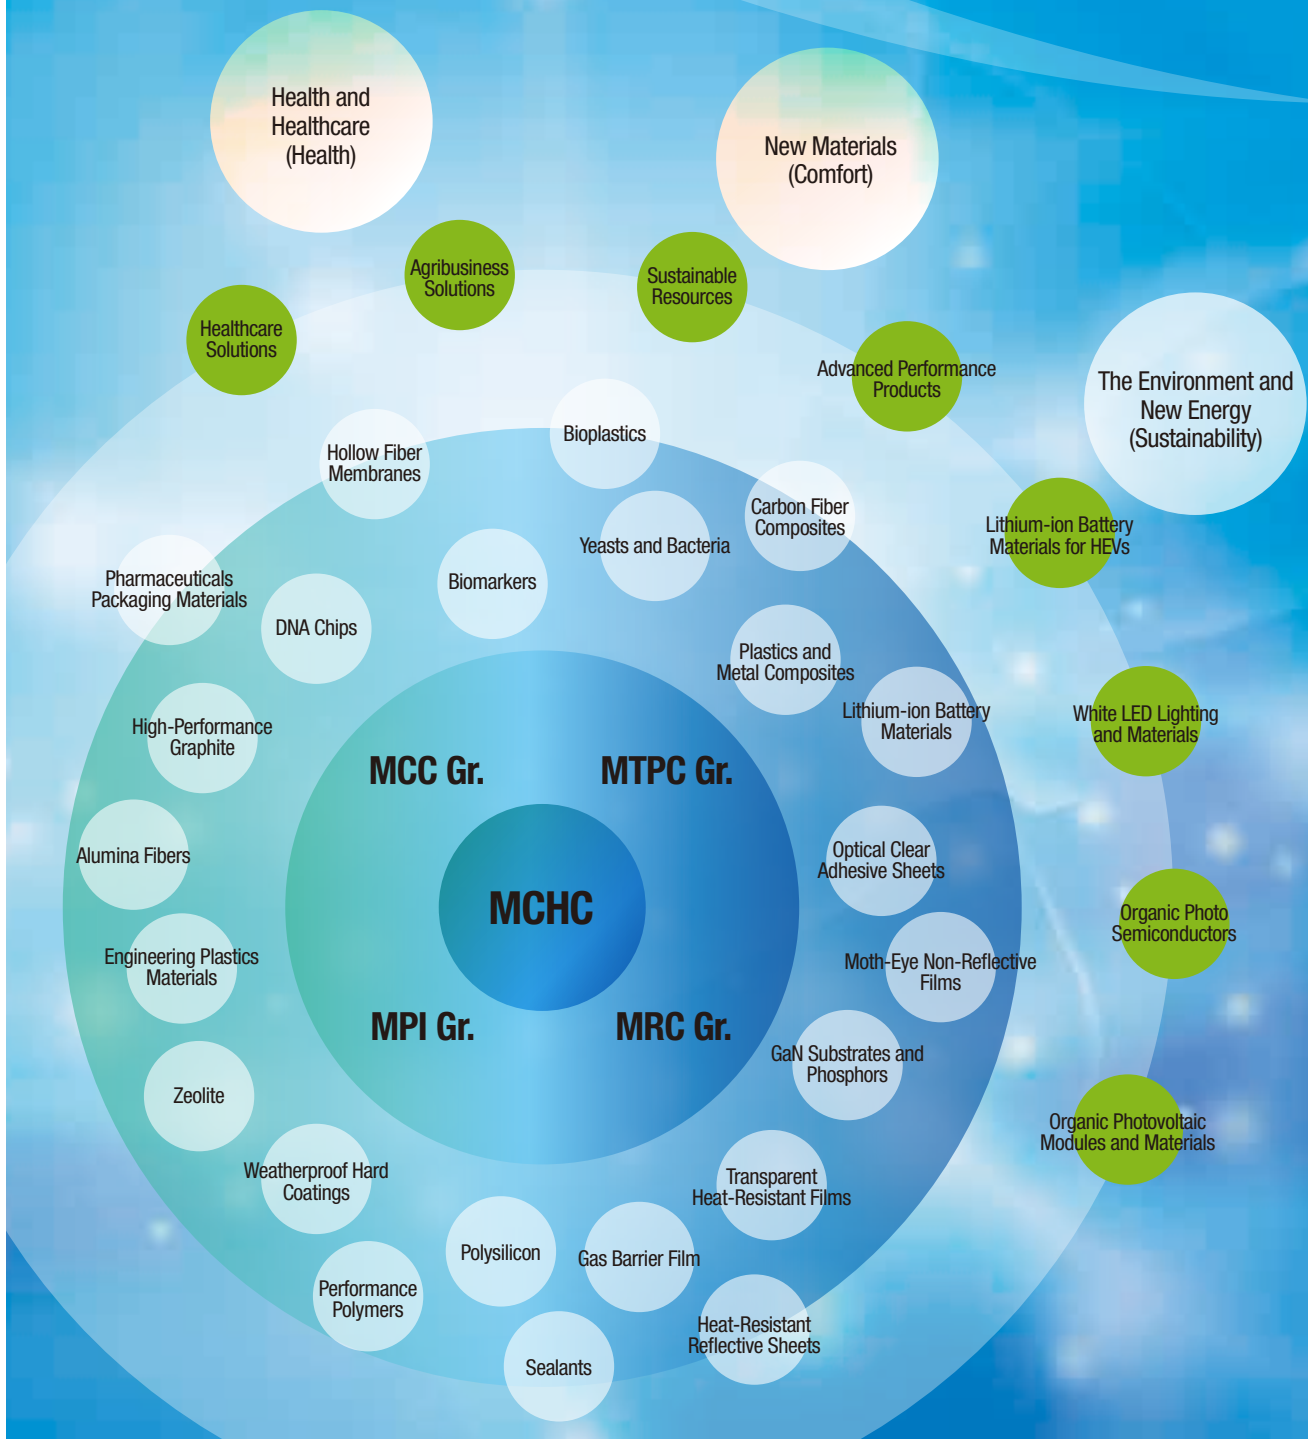 Health and
Healthcare
(Health)
New Materials
(Comfort)
Agribusiness
Solutions
Sustainable
Resources
Healthcare
Solutions
Advanced Performance
Products
The Environment and
New Energy
(Sustainability)
Hollow Fiber
Membranes
Bioplastics
Carbon Fiber
Composites
Lithium-ion Battery
Materials for HEVs
Yeasts and Bacteria
Biomarkers
Pharmaceuticals
Packaging Materials
DNA Chips
Plastics and
Metal Composites
Lithium-ion Battery
Materials
White LED Lighting
and Materials
High-Performance
Graphite
MCC Gr.
MTPC Gr.
Alumina Fibers
Optical Clear
Adhesive Sheets
MCHC
Organic Photo
Semiconductors
Engineering Plastics
Materials
Moth-Eye Non-Reflective
Films
MPI Gr.
MRC Gr.
GaN Substrates and
Phosphors
Zeolite
Organic Photovoltaic
Modules and Materials
Weatherproof Hard
Coatings
Transparent
Heat-Resistant Films
Polysilicon
Gas Barrier Film
Performance
Polymers
Heat-Resistant
Reflective Sheets
Sealants